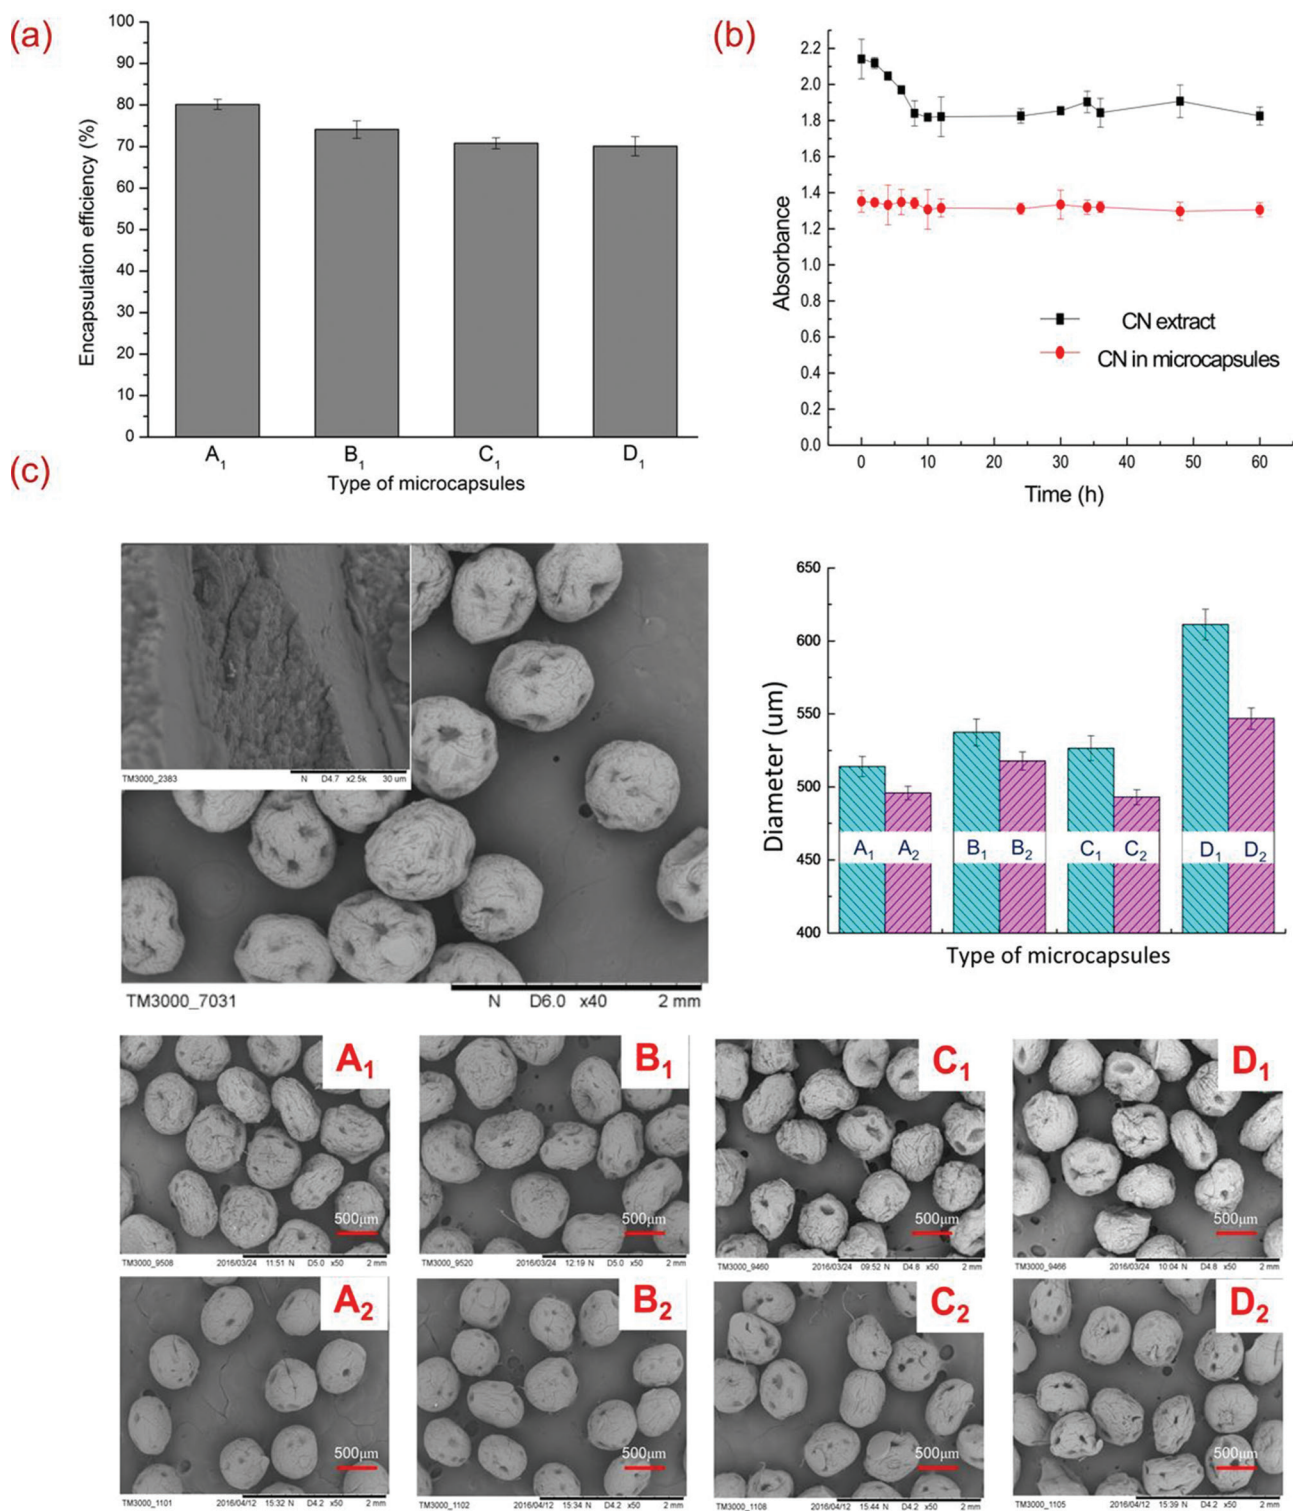 (a)
100
90
80
70
60
50
40
30
20
10
0
Encapsulation efficiency (%)
A1
B1
C1
D1
Type of microcapsules
(b)
2.2
2.0
1.8
1.6
1.4
1.2
1.0
0.8
0.6
0.4
0.2
0.0
Absorbance
CN extract
CN in microcapsules
0
10
20
30
40
50
60
Time (h)
(c)
TM3000_2383
N D4.7 x2.5k 30 um
TM3000_7031
N D6.0 x40 2 mm
650
600
550
500
450
400
Diameter (um)
A1 A2
B1 B2
C1 C2
D1 D2
Type of microcapsules
A1
500μm
TM3000_9508 2016/03/24 11:51 N D5.0 x50 2 mm
B1
500μm
TM3000_9520 2016/03/24 12:19 N D5.0 x50 2 mm
C1
500μm
TM3000_9460 2016/03/24 09:52 N D4.8 x50 2 mm
D1
500μm
TM3000_9466 2016/03/24 10:04 N D4.8 x50 2 mm
A2
500μm
TM3000_1101 2016/04/12 15:32 N D4.2 x50 2 mm
B2
500μm
TM3000_1102 2016/04/12 15:34 N D4.2 x50 2 mm
C2
500μm
TM3000_1108 2016/04/12 15:44 N D4.2 x50 2 mm
D2
500μm
TM3000_1105 2016/04/12 15:39 N D4.2 x50 2 mm